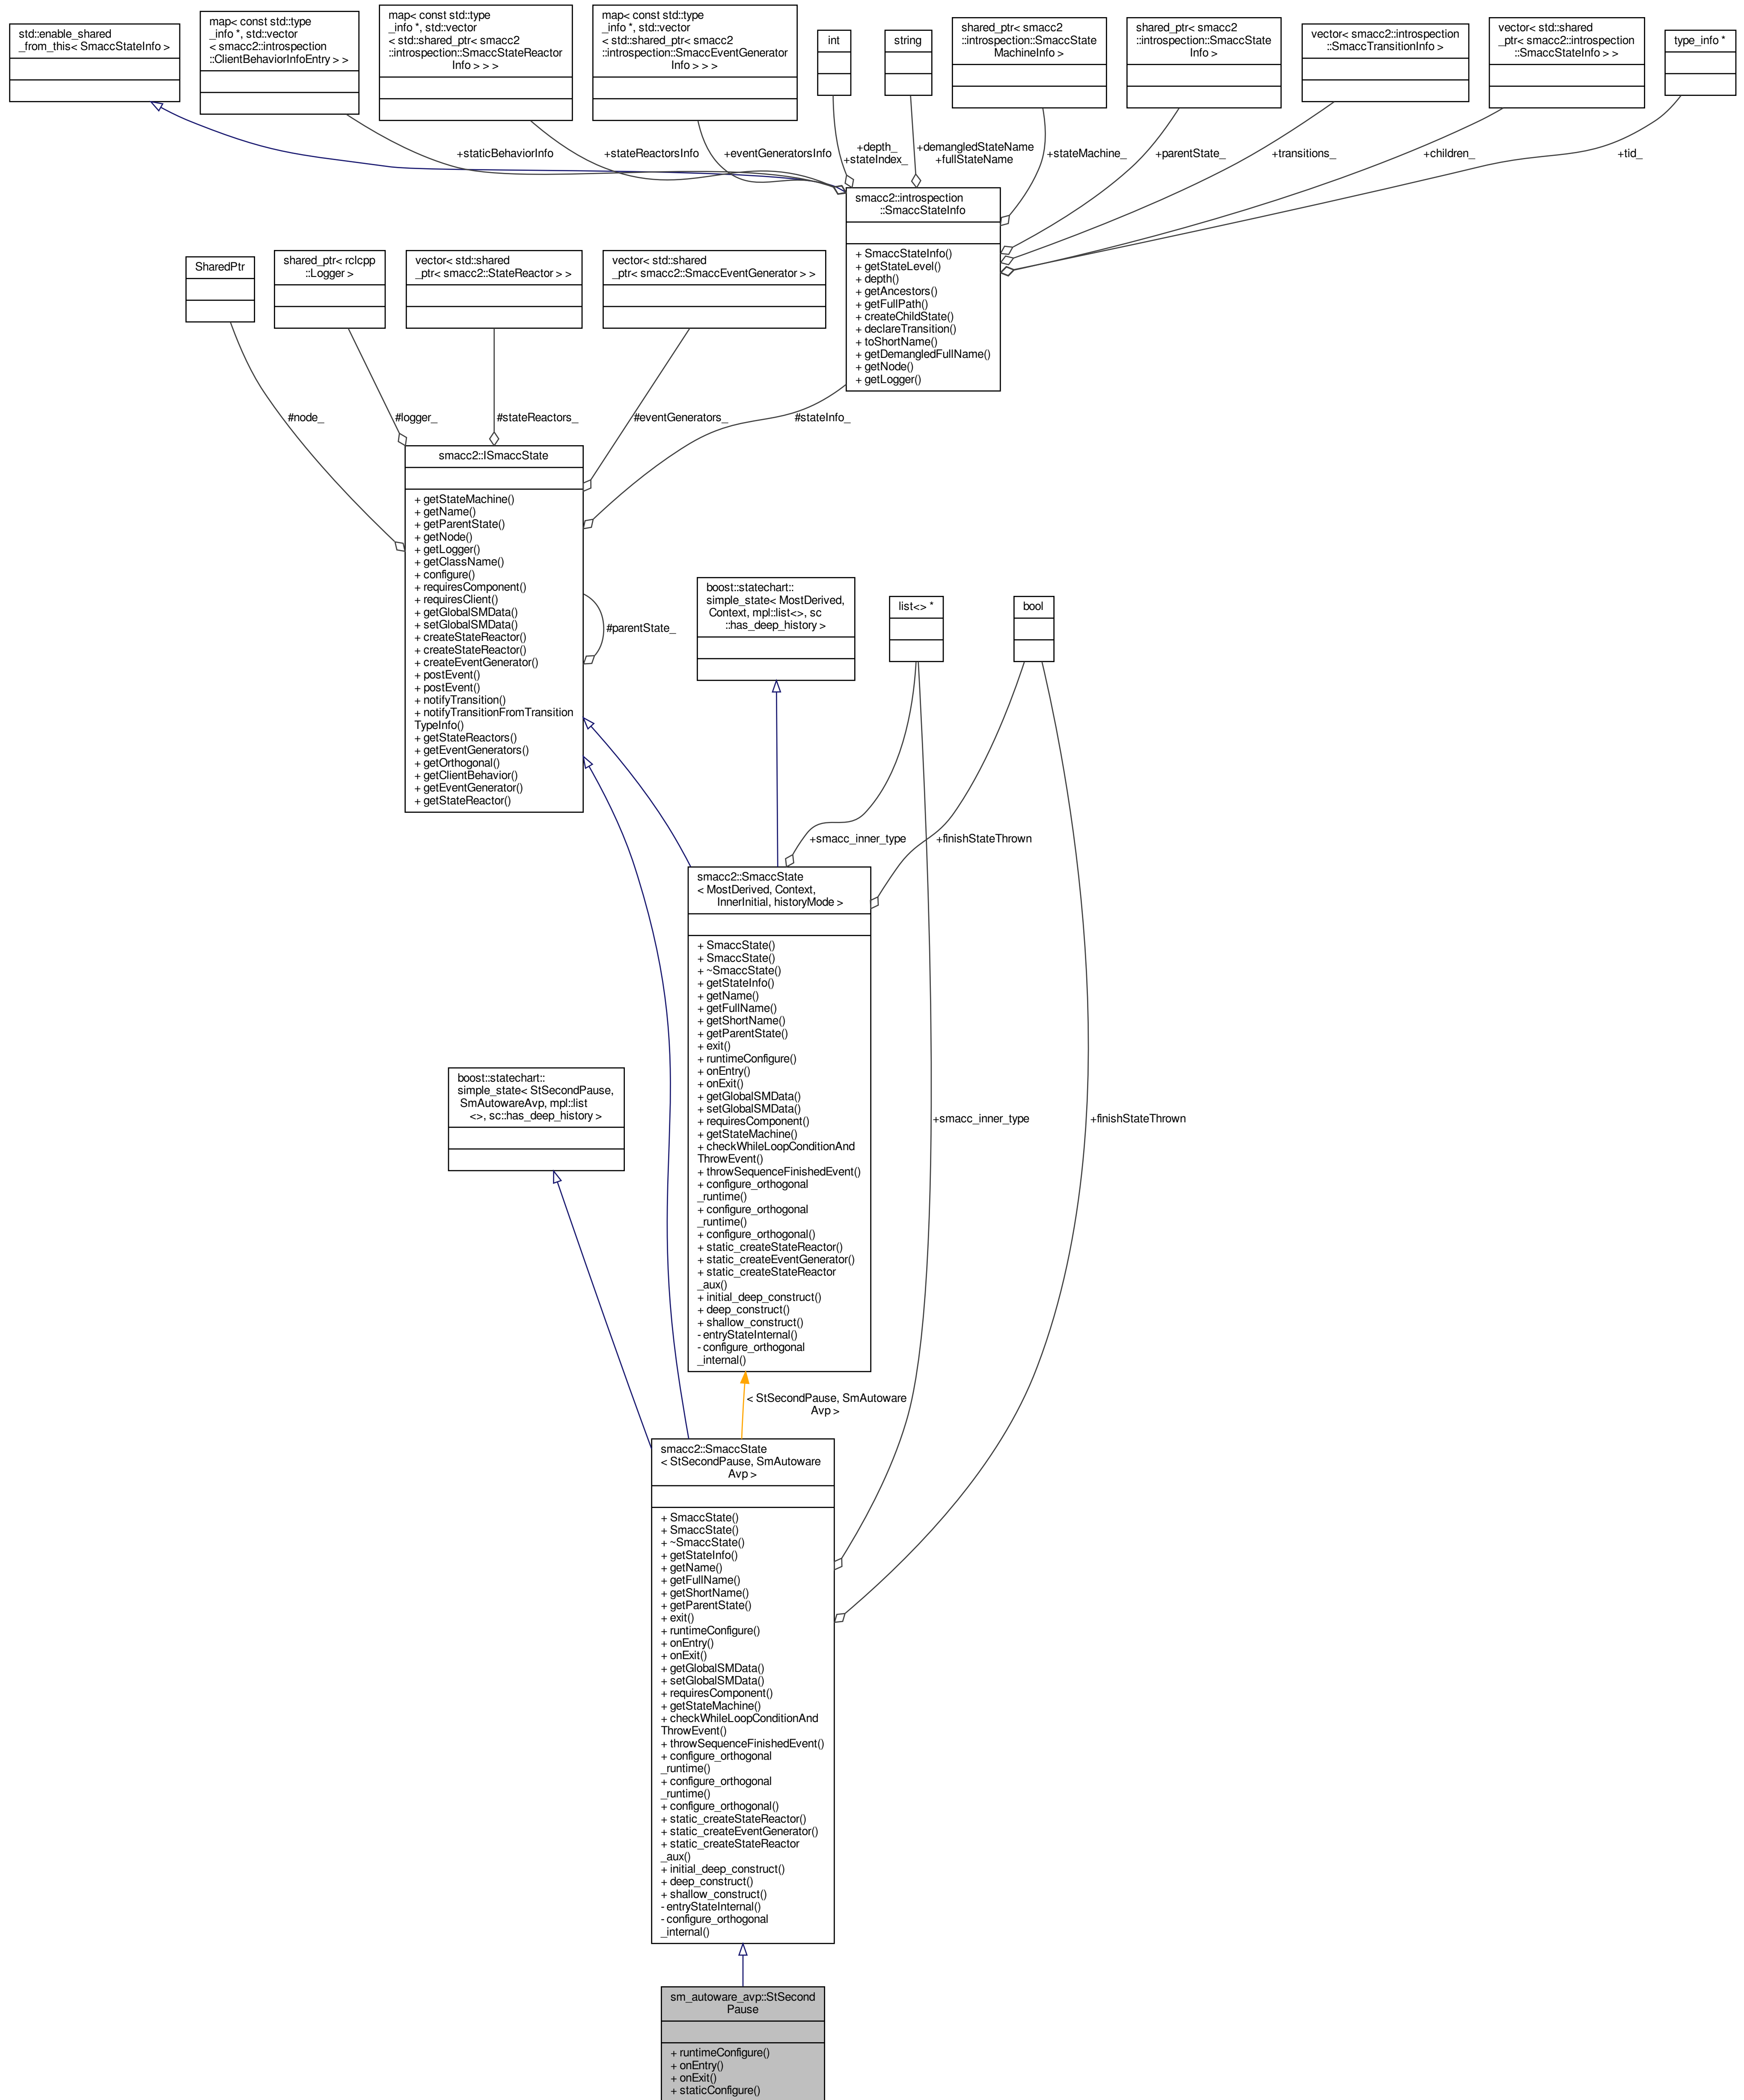 std::enable_shared
_from_this< SmaccStateInfo >
map< const std::type
_info *, std::vector
< smacc2::introspection
::ClientBehaviorInfoEntry > >
map< const std::type
_info *, std::vector
< std::shared_ptr< smacc2
::introspection::SmaccStateReactor
Info > > >
map< const std::type
_info *, std::vector
< std::shared_ptr< smacc2
::introspection::SmaccEventGenerator
Info > > >
int
string
shared_ptr< smacc2
::introspection::SmaccState
MachineInfo >
shared_ptr< smacc2
::introspection::SmaccState
Info >
vector< smacc2::introspection
::SmaccTransitionInfo >
vector< std::shared
_ptr< smacc2::introspection
::SmaccStateInfo > >
type_info *
+staticBehaviorInfo
+stateReactorsInfo
+eventGeneratorsInfo
+depth_
+stateIndex_
+demangledStateName
+fullStateName
+stateMachine_
+parentState_
+transitions_
+children_
+tid_
smacc2::introspection
::SmaccStateInfo
+ SmaccStateInfo()
+ getStateLevel()
+ depth()
+ getAncestors()
+ getFullPath()
+ createChildState()
+ declareTransition()
+ toShortName()
+ getDemangledFullName()
+ getNode()
+ getLogger()
SharedPtr
shared_ptr< rclcpp
::Logger >
vector< std::shared
_ptr< smacc2::StateReactor > >
vector< std::shared
_ptr< smacc2::SmaccEventGenerator > >
#node_
#logger_
#stateReactors_
#eventGenerators_
#stateInfo_
smacc2::ISmaccState
+ getStateMachine()
+ getName()
+ getParentState()
+ getNode()
+ getLogger()
+ getClassName()
+ configure()
+ requiresComponent()
+ requiresClient()
+ getGlobalSMData()
+ setGlobalSMData()
+ createStateReactor()
+ createStateReactor()
+ createEventGenerator()
+ postEvent()
+ postEvent()
+ notifyTransition()
+ notifyTransitionFromTransition
TypeInfo()
+ getStateReactors()
+ getEventGenerators()
+ getOrthogonal()
+ getClientBehavior()
+ getEventGenerator()
+ getStateReactor()
#parentState_
boost::statechart::
simple_state< MostDerived,
Context, mpl::list<>, sc
::has_deep_history >
list<> *
bool
+smacc_inner_type
+finishStateThrown
smacc2::SmaccState
< MostDerived, Context,
InnerInitial, historyMode >
+ SmaccState()
+ SmaccState()
+ ~SmaccState()
+ getStateInfo()
+ getName()
+ getFullName()
+ getShortName()
+ getParentState()
+ exit()
+ runtimeConfigure()
+ onEntry()
+ onExit()
+ getGlobalSMData()
+ setGlobalSMData()
+ requiresComponent()
+ getStateMachine()
+ checkWhileLoopConditionAnd
ThrowEvent()
+ throwSequenceFinishedEvent()
+ configure_orthogonal
_runtime()
+ configure_orthogonal
_runtime()
+ configure_orthogonal()
+ static_createStateReactor()
+ static_createEventGenerator()
+ static_createStateReactor
_aux()
+ initial_deep_construct()
+ deep_construct()
+ shallow_construct()
- entryStateInternal()
- configure_orthogonal
_internal()
boost::statechart::
simple_state< StSecondPause,
SmAutowareAvp, mpl::list
<>, sc::has_deep_history >
+smacc_inner_type
+finishStateThrown
< StSecondPause, SmAutoware
Avp >
smacc2::SmaccState
< StSecondPause, SmAutoware
Avp >
+ SmaccState()
+ SmaccState()
+ ~SmaccState()
+ getStateInfo()
+ getName()
+ getFullName()
+ getShortName()
+ getParentState()
+ exit()
+ runtimeConfigure()
+ onEntry()
+ onExit()
+ getGlobalSMData()
+ setGlobalSMData()
+ requiresComponent()
+ getStateMachine()
+ checkWhileLoopConditionAnd
ThrowEvent()
+ throwSequenceFinishedEvent()
+ configure_orthogonal
_runtime()
+ configure_orthogonal
_runtime()
+ configure_orthogonal()
+ static_createStateReactor()
+ static_createEventGenerator()
+ static_createStateReactor
_aux()
+ initial_deep_construct()
+ deep_construct()
+ shallow_construct()
- entryStateInternal()
- configure_orthogonal
_internal()
sm_autoware_avp::StSecond
Pause
+ runtimeConfigure()
+ onEntry()
+ onExit()
+ staticConfigure()